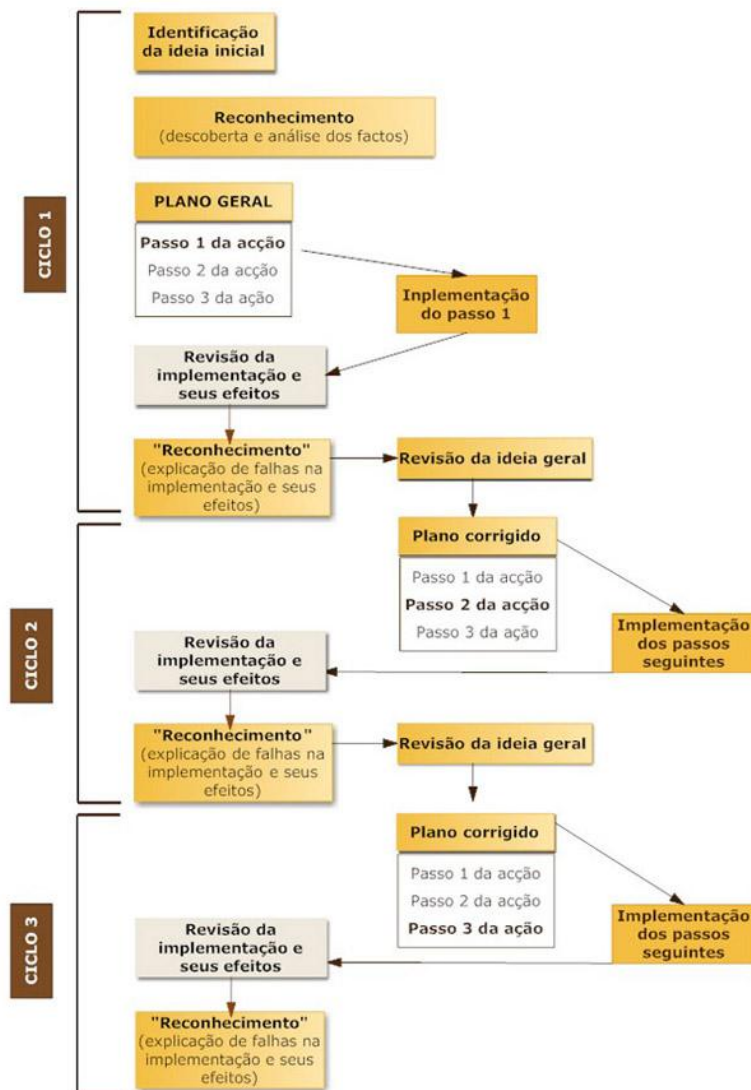 CICLO 1
Identificação
da ideia inicial
Reconhecimento
(descoberta e análise dos factos)
PLANO GERAL
Passo 1 da acção
Passo 2 da acção
Passo 3 da ação
Inplementação
do passo 1
Revisão da
implementação e
seus efeitos
"Reconhecimento"
(explicação de falhas na
implementação e seus
efeitos)
Revisão da ideia geral
CICLO 2
Plano corrigido
Passo 1 da acção
Passo 2 da acção
Passo 3 da ação
Implementação
dos passos
seguintes
Revisão da
implementação e
seus efeitos
"Reconhecimento"
(explicação de falhas na
implementação e seus
efeitos)
Revisão da ideia geral
CICLO 3
Plano corrigido
Passo 1 da acção
Passo 2 da acção
Passo 3 da ação
Implementação
dos passos
seguintes
Revisão da
implementação e
seus efeitos
"Reconhecimento"
(explicação de falhas na
implementação e seus
efeitos)